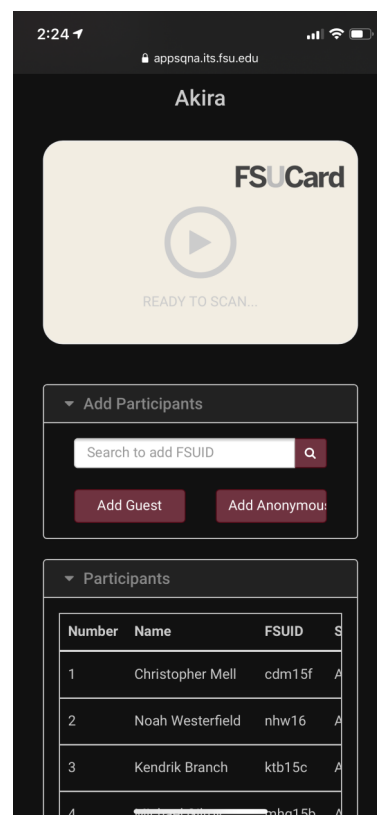 2:24
appsqna.its.fsu.edu
Akira
FSUCard
READY TO SCAN...
Add Participants
Search to add FSUID
Add Guest Add Anonymous
Participants
Number Name FSUID S
1 Christopher Mell cdm15f A
2 Noah Westerfield nhw16 A
3 Kendrik Branch ktb15c A
4